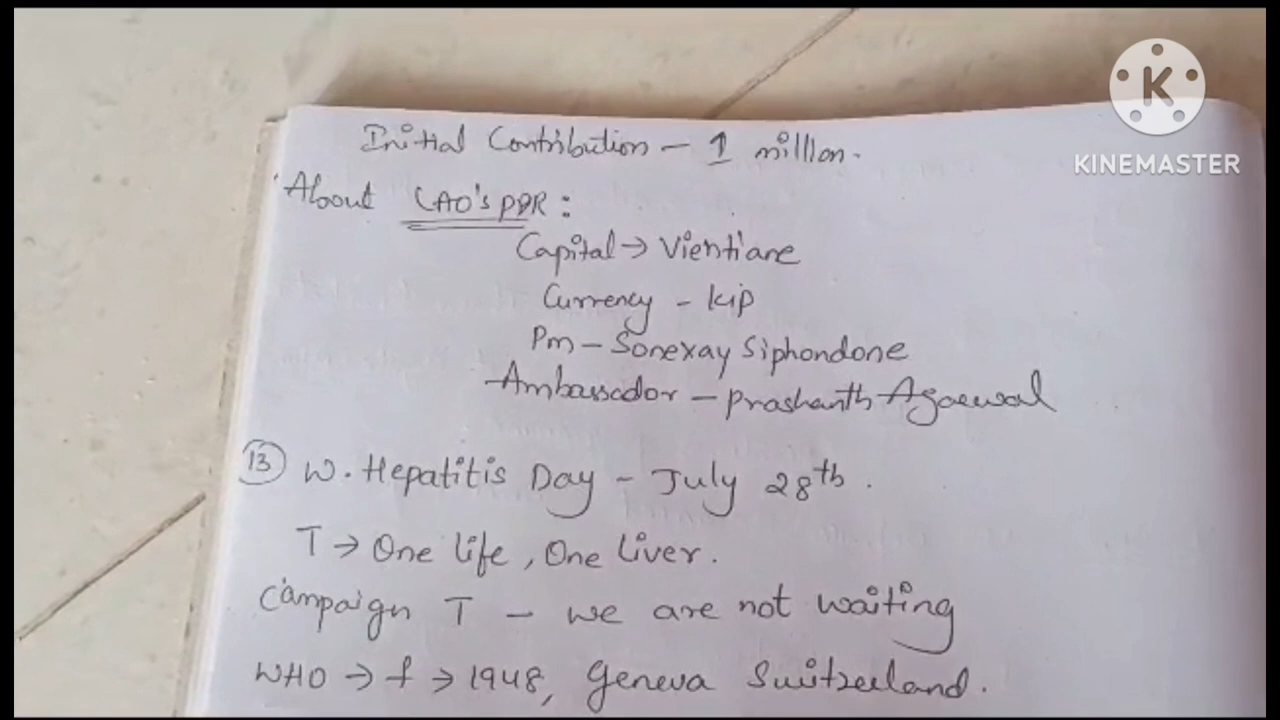 Initial Contribution - 1 million.
About LAO's PDR:
Capital → Vientiane
Currency - kip
Pm - Sonexay Siphondone
Ambassador - Prashanth Agaewal
13 W. Hepatitis Day - July 28th.
T → One life, One Liver.
Campaign T - we are not waiting
WHO → f → 1948, Geneva Switzerland.
KINEMASTER